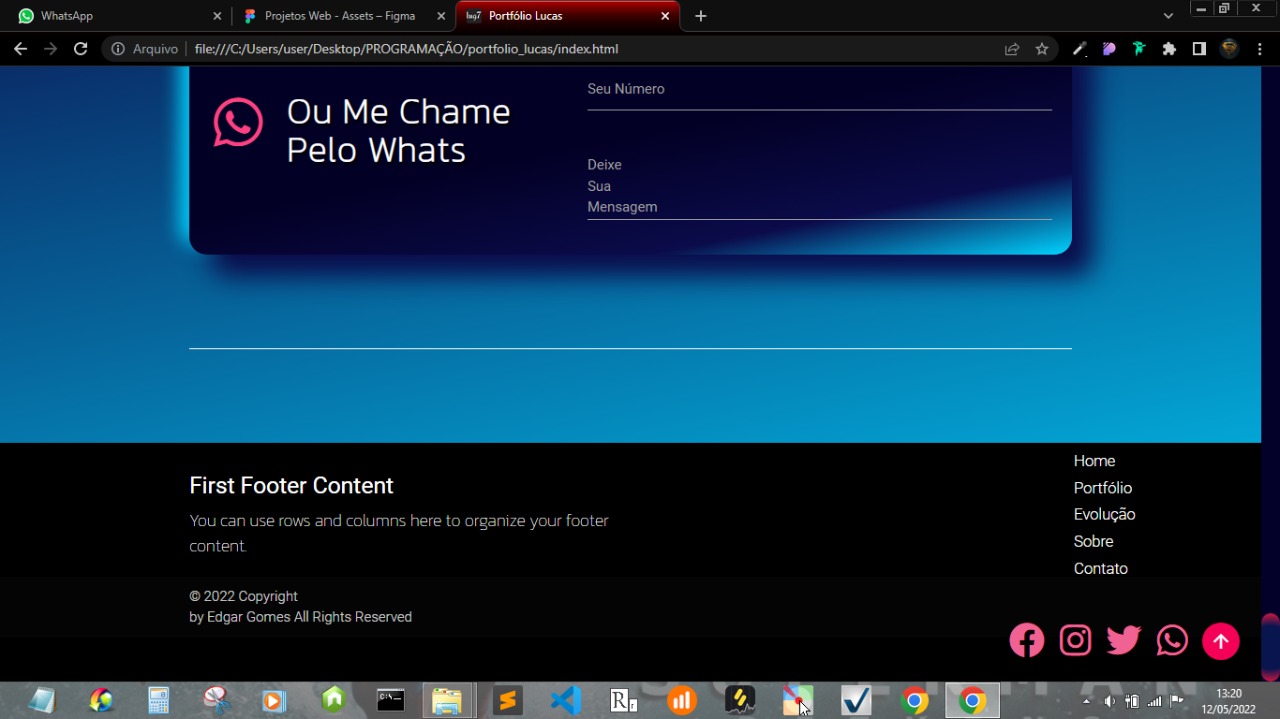 WhatsApp
Projetos Web - Assets – Figma
Portfólio Lucas
Arquivo
file:///C:/Users/user/Desktop/PROGRAMAÇÃO/portfolio_lucas/index.html
Seu Número
Ou Me Chame
Pelo Whats
Deixe
Sua
Mensagem
First Footer Content
You can use rows and columns here to organize your footer
content.
Home
Portfólio
Evolução
Sobre
Contato
© 2022 Copyright
by Edgar Gomes All Rights Reserved
13:20
12/05/2022